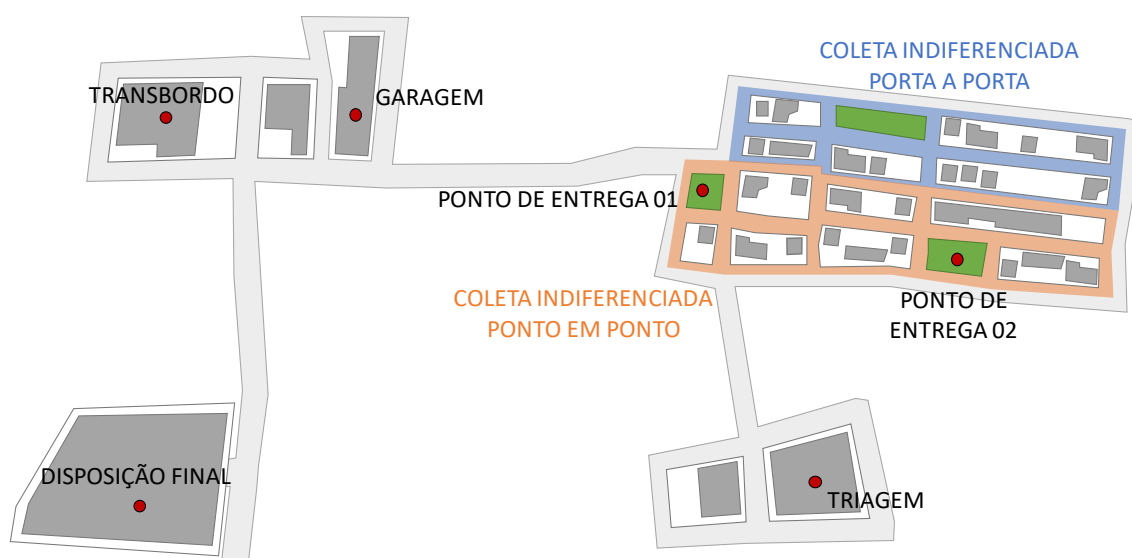 COLETA INDIFERENCIADA
PORTA A PORTA
TRANSBORDO
GARAGEM
PONTO DE ENTREGA 01
COLETA INDIFERENCIADA
PONTO EM PONTO
PONTO DE
ENTREGA 02
DISPOSIÇÃO FINAL
TRIAGEM